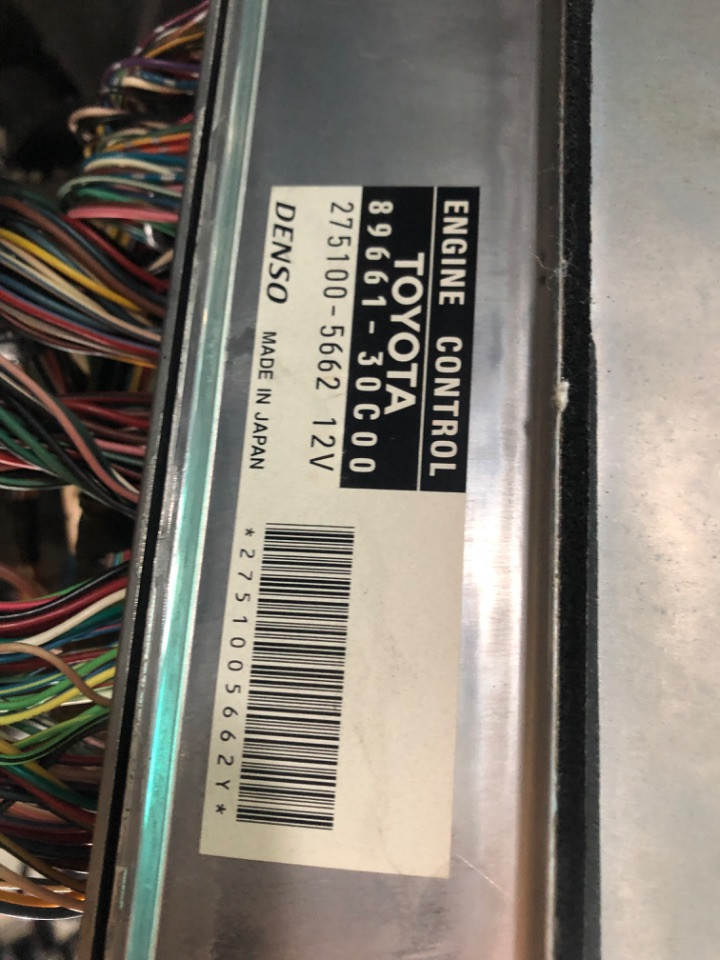 ENGINE CONTROL
TOYOTA
89661-30C00
275100-5662 12V
DENSO MADE IN JAPAN
*2751005662Y*